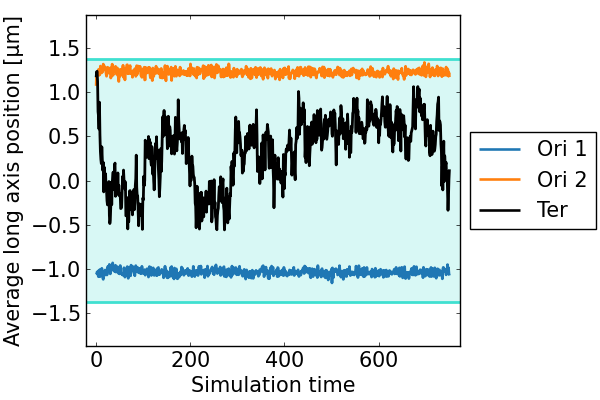 Average long axis position [μm]
1.5
1.0
0.5
0.0
−0.5
−1.0
−1.5
0
200
400
600
Simulation time
Ori 1
Ori 2
Ter